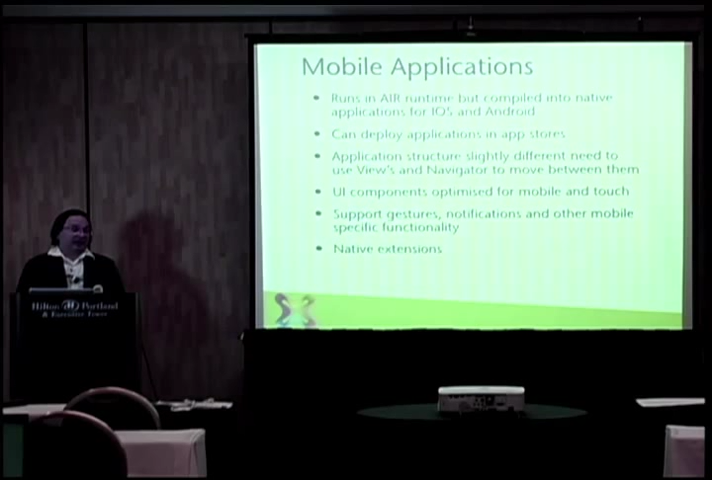 Mobile Applications
Runs in AIR runtime but compiled into native
applications for IOS and Android
Can deploy applications in app stores
Application structure slightly different need to
use View's and Navigator to move between them
UI components optimised for mobile and touch
Support gestures, notifications and other mobile
specific functionality
Native extensions
Hilton Portland
& Executive Tower